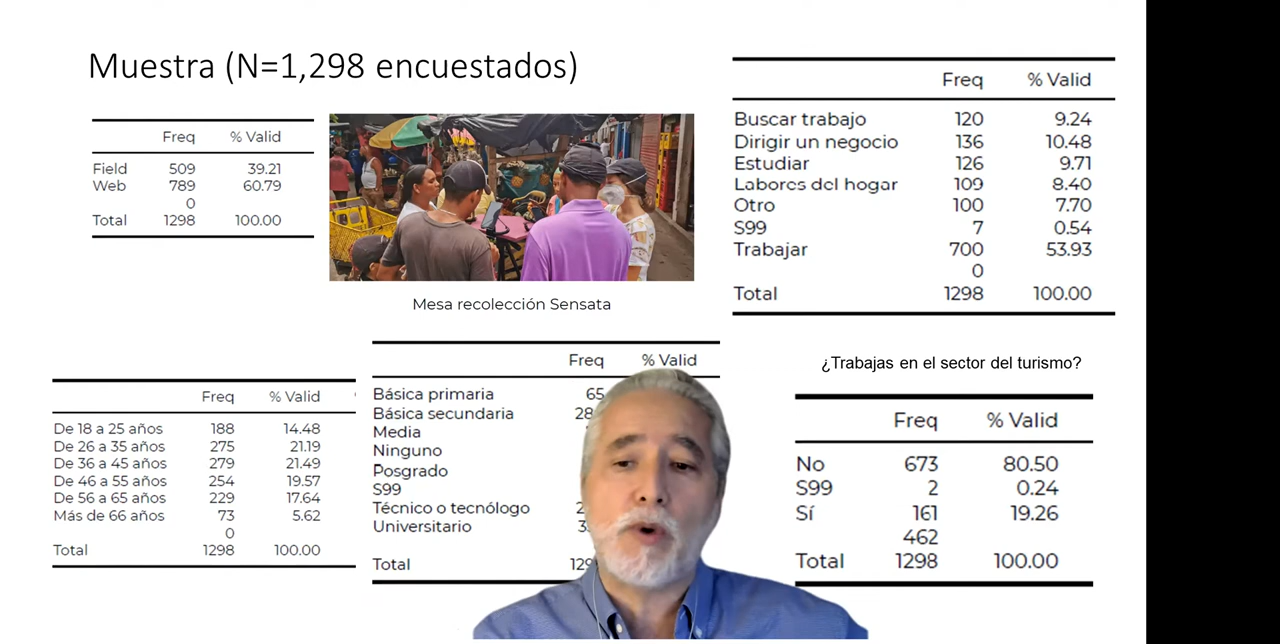 Muestra (N=1,298 encuestados)
Freq % Valid
Field 509 39.21
Web 789 60.79
0
Total 1298 100.00
Mesa recolección Sensata
Freq % Valid
Buscar trabajo 120 9.24
Dirigir un negocio 136 10.48
Estudiar 126 9.71
Labores del hogar 109 8.40
Otro 100 7.70
S99 7 0.54
Trabajar 700 53.93
0
Total 1298 100.00
Freq % Valid
De 18 a 25 años 188 14.48
De 26 a 35 años 275 21.19
De 36 a 45 años 279 21.49
De 46 a 55 años 254 19.57
De 56 a 65 años 229 17.64
Más de 66 años 73 5.62
0
Total 1298 100.00
Freq % Valid
Básica primaria 65
Básica secundaria
Media
Ninguno
Posgrado
S99
Técnico o tecnólogo
Universitario
Total
¿Trabajas en el sector del turismo?
Freq % Valid
No 673 80.50
S99 2 0.24
Sí 161 19.26
462
Total 1298 100.00